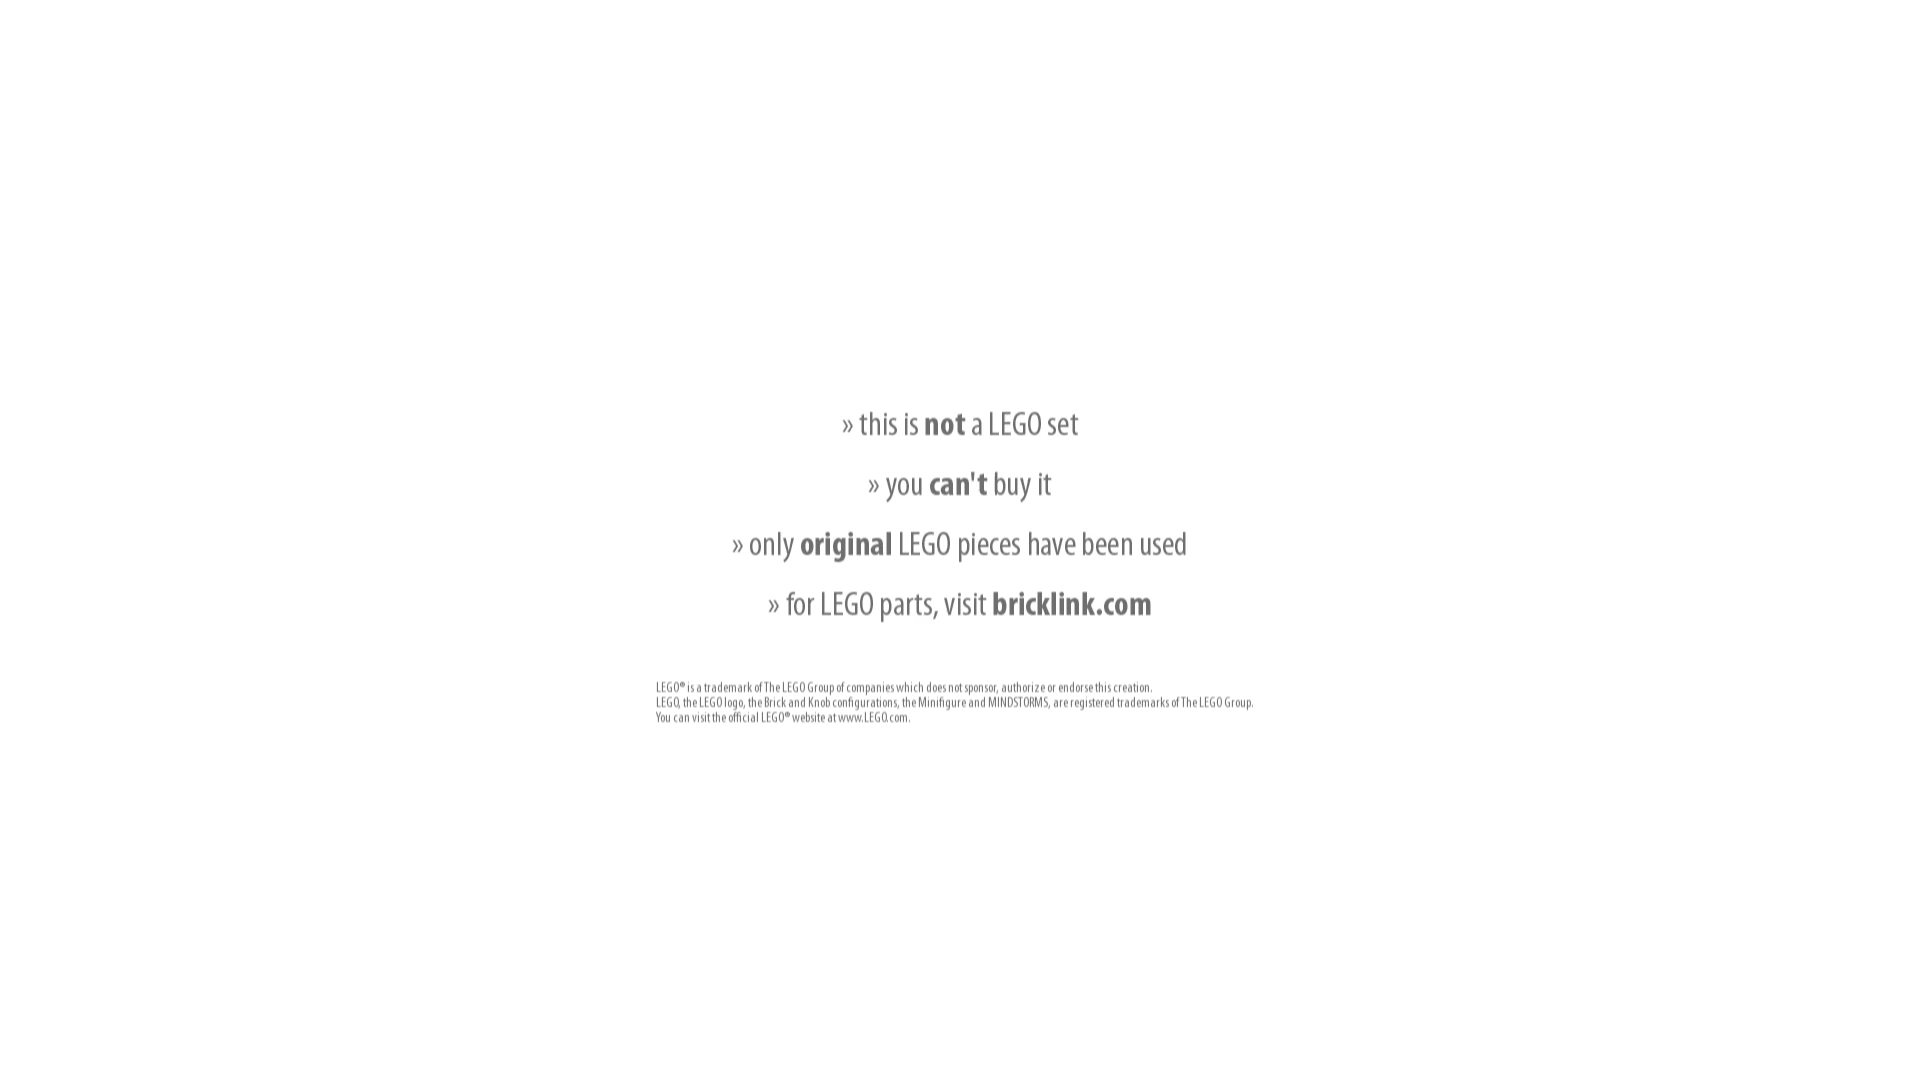 » this is not a LEGO set
» you can't buy it
» only original LEGO pieces have been used
» for LEGO parts, visit bricklink.com
LEGO® is a trademark of The LEGO Group of companies which does not sponsor, authorize or endorse this creation.
LEGO, the LEGO logo, the Brick and Knob configurations, the Minifigure and MINDSTORMS, are registered trademarks of The LEGO Group.
You can visit the official LEGO® website at www.LEGO.com.